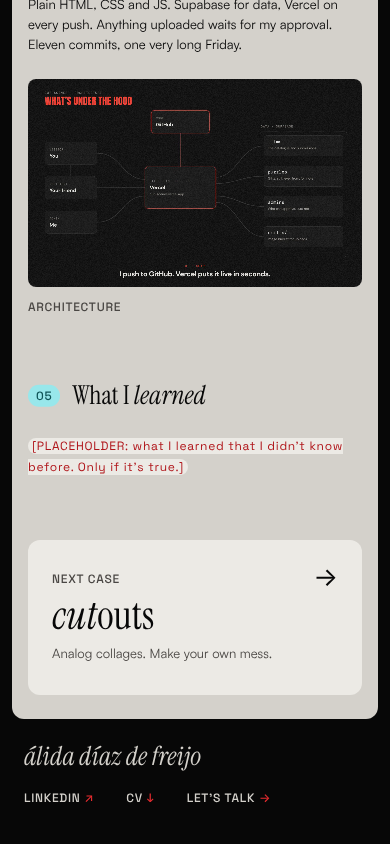 Plain HTML, CSS and JS. Supabase for data, Vercel on
every push. Anything uploaded waits for my approval.
Eleven commits, one very long Friday.
WHAT'S UNDER THE HOOD
GitHub
You
Your friend
Me
Vercel
puzzles
admins
I push to GitHub. Vercel puts it live in seconds.
ARCHITECTURE
05 What I learned
[PLACEHOLDER: what I learned that I didn't know
before. Only if it's true.]
NEXT CASE →
cutouts
Analog collages. Make your own mess.
álida díaz de freijo
LINKEDIN ↗ CV ↓ LET'S TALK →